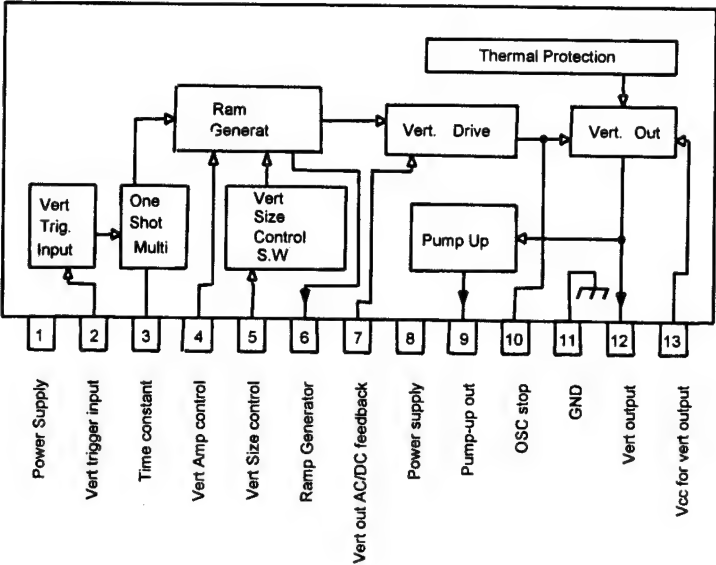 Thermal Protection
Ram
Generat
Vert. Drive
Vert. Out
Vert
Trig.
Input
One
Shot
Multi
Vert
Size
Control
S.W
Pump Up
1
2
3
4
5
6
7
8
9
10
11
12
13
Power Supply
Vert trigger input
Time constant
Vert Amp control
Vert Size control
Ramp Generator
Vert out AC/DC feedback
Power supply
Pump-up out
OSC stop
GND
Vert output
Vcc for vert output